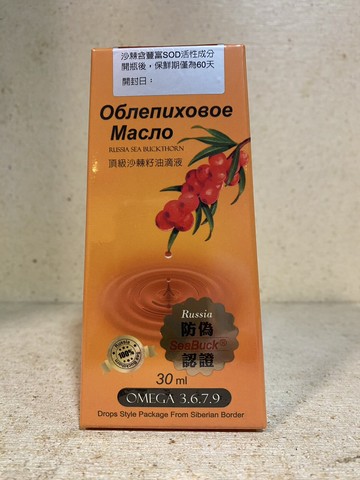 沙棘含豐富SOD活性成分
開瓶後，保鮮期僅為60天
開封日：
Облепиховое
Масло
RUSSIA SEA BUCKTHORN
頂級沙棘籽油滴液
Russia
防偽
SeaBuck®
認證
Russia
100%
30 ml
OMEGA 3.6.7.9
Drops Style Package From Siberian Border